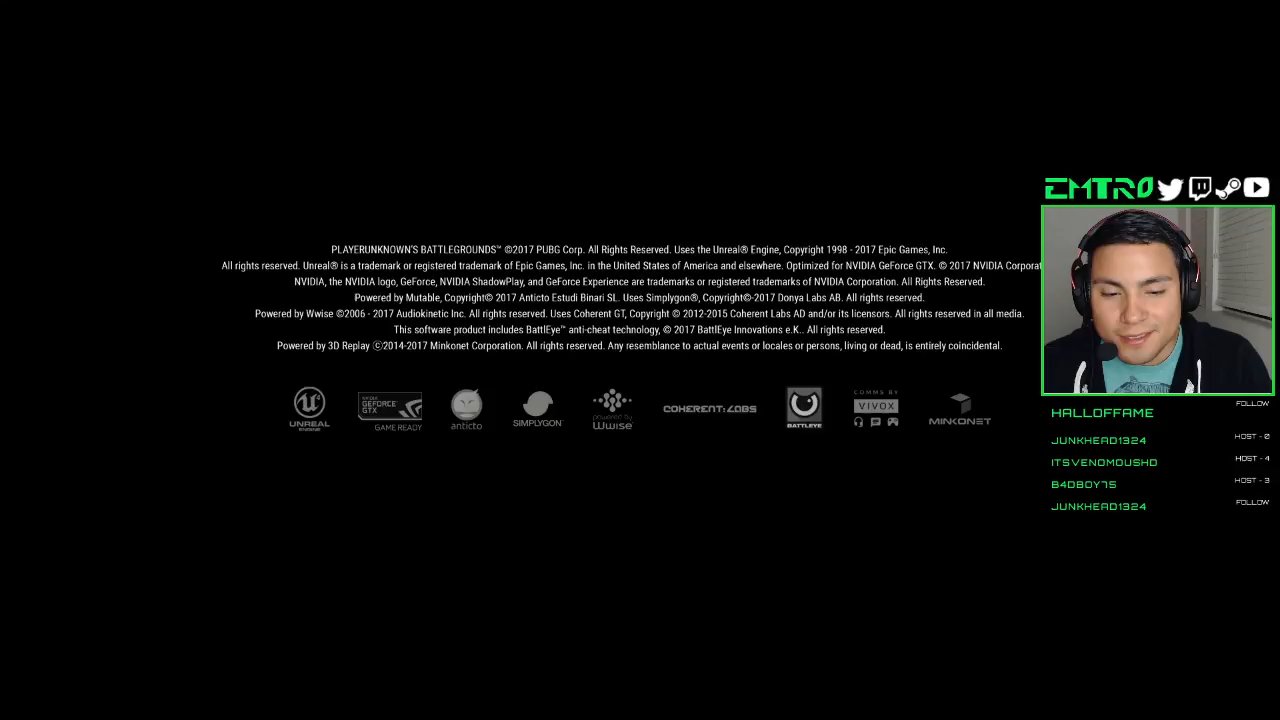 PLAYERUNKNOWN'S BATTLEGROUNDS™ ©2017 PUBG Corp. All Rights Reserved. Uses the Unreal® Engine, Copyright 1998 - 2017 Epic Games, Inc.
All rights reserved. Unreal® is a trademark or registered trademark of Epic Games, Inc. in the United States of America and elsewhere. Optimized for NVIDIA GeForce GTX. © 2017 NVIDIA Corporat
NVIDIA, the NVIDIA logo, GeForce, NVIDIA ShadowPlay, and GeForce Experience are trademarks or registered trademarks of NVIDIA Corporation. All Rights Reserved.
Powered by Mutable, Copyright© 2017 Anticto Estudi Binari SL. Uses Simplygon®, Copyright©-2017 Donya Labs AB. All rights reserved.
Powered by Wwise ©2006 - 2017 Audiokinetic Inc. All rights reserved. Uses Coherent GT, Copyright © 2012-2015 Coherent Labs AD and/or its licensors. All rights reserved in all media.
This software product includes BattlEye™ anti-cheat technology, © 2017 BattlEye Innovations e.K.. All rights reserved.
Powered by 3D Replay ⓒ2014-2017 Minkonet Corporation. All rights reserved. Any resemblance to actual events or locales or persons, living or dead, is entirely coincidental.
UNREAL ENGINE
GEFORCE GTX
GAME READY
anticto
SIMPLYGON
powered by
Wwise
COHERENT:LABS
BATTLEYE
COMMS BY
VIVOX
MINKONET
EMTRO
HALLOFFAME FOLLOW
JUNKHEAD1324 HOST - 0
ITSVENOMOUSHD HOST - 4
B4DBOY75 HOST - 3
JUNKHEAD1324 FOLLOW